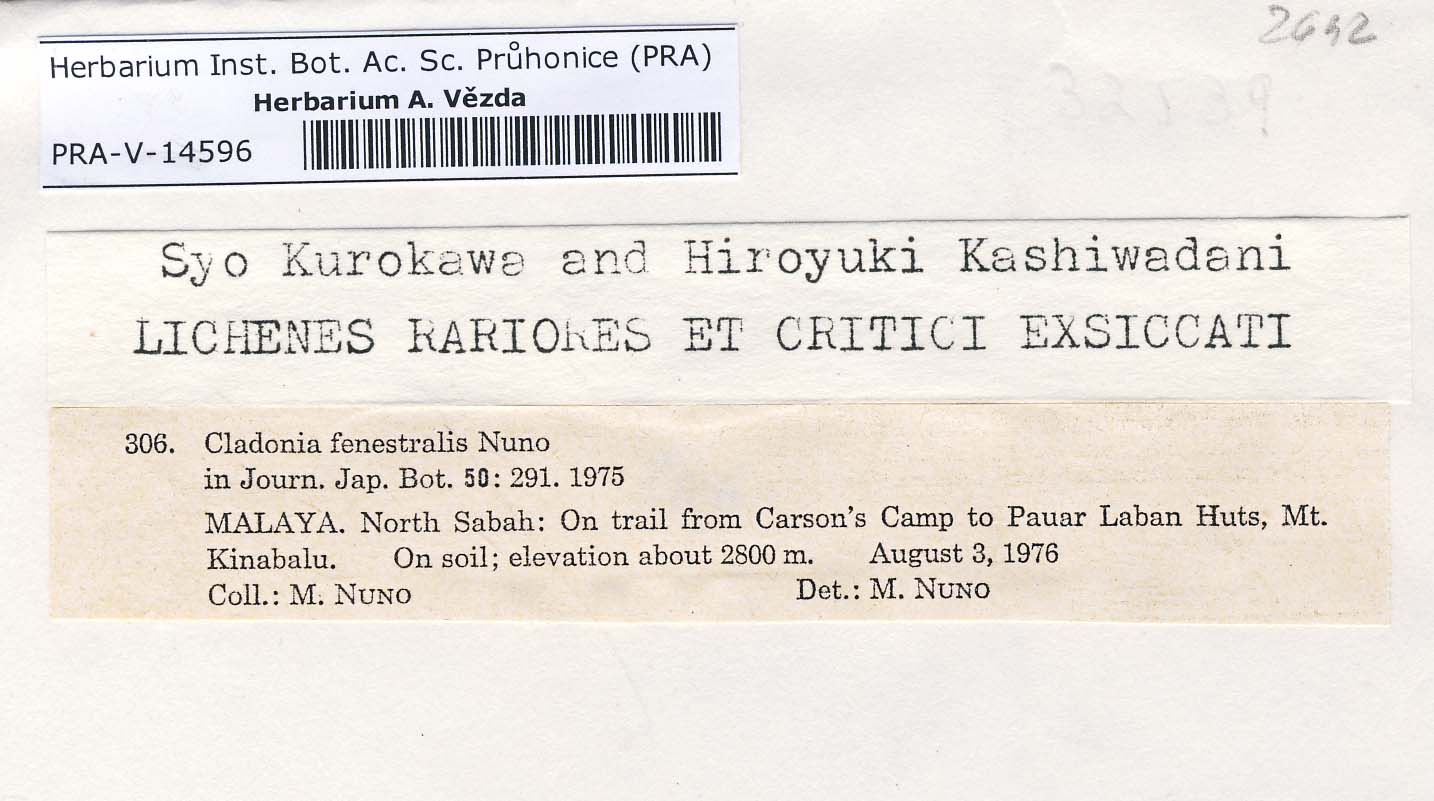 2642
Herbarium Inst. Bot. Ac. Sc. Průhonice (PRA)
Herbarium A. Vězda
PRA-V-14596
Syo Kurokawa and Hiroyuki Kashiwadani
LICHENES RARIORES ET CRITICI EXSICCATI
306. Cladonia fenestralis Nuno
in Journ. Jap. Bot. 50: 291. 1975
MALAYA. North Sabah: On trail from Carson's Camp to Pauar Laban Huts, Mt.
Kinabalu. On soil; elevation about 2800 m. August 3, 1976
Coll.: M. NUNO Det.: M. NUNO